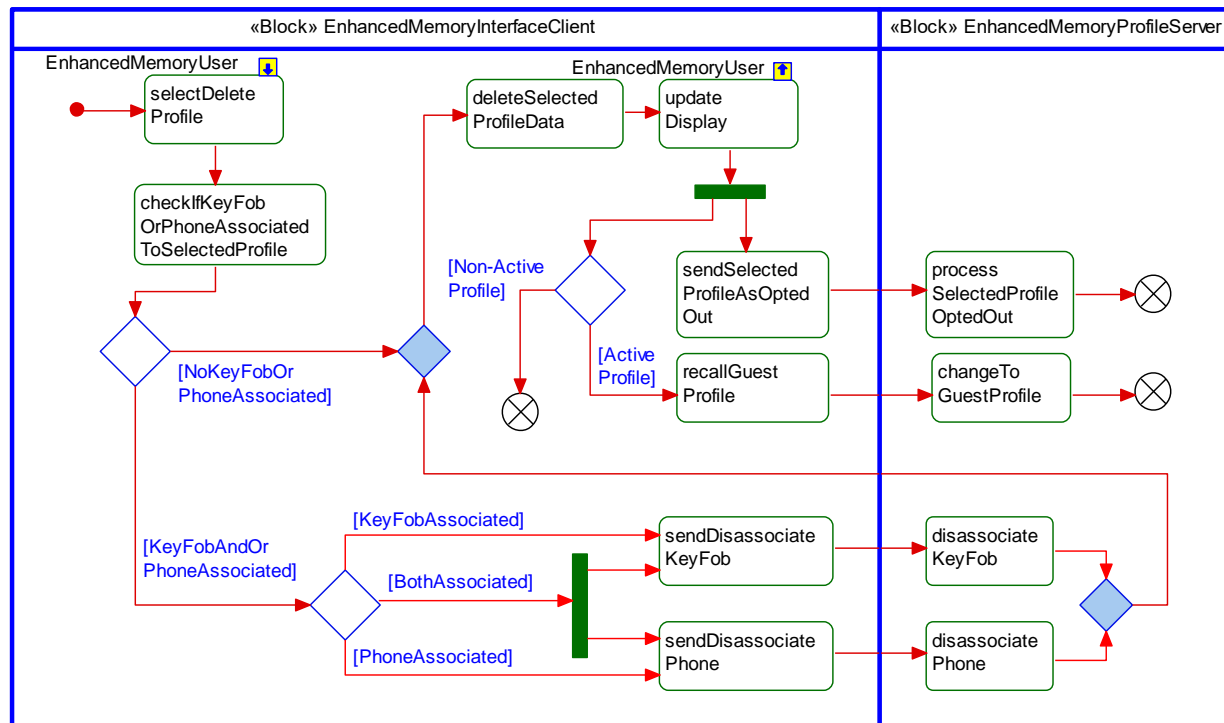 «Block» EnhancedMemoryInterfaceClient
«Block» EnhancedMemoryProfileServer
EnhancedMemoryUser
selectDelete
Profile
checkIfKeyFob
OrPhoneAssociated
ToSelectedProfile
[NoKeyFobOr
PhoneAssociated]
deleteSelected
ProfileData
EnhancedMemoryUser
update
Display
[Non-Active
Profile]
[Active
Profile]
sendSelected
ProfileAsOpted
Out
process
SelectedProfile
OptedOut
recallGuest
Profile
changeTo
GuestProfile
[KeyFobAndOr
PhoneAssociated]
[KeyFobAssociated]
[BothAssociated]
[PhoneAssociated]
sendDisassociate
KeyFob
disassociate
KeyFob
sendDisassociate
Phone
disassociate
Phone